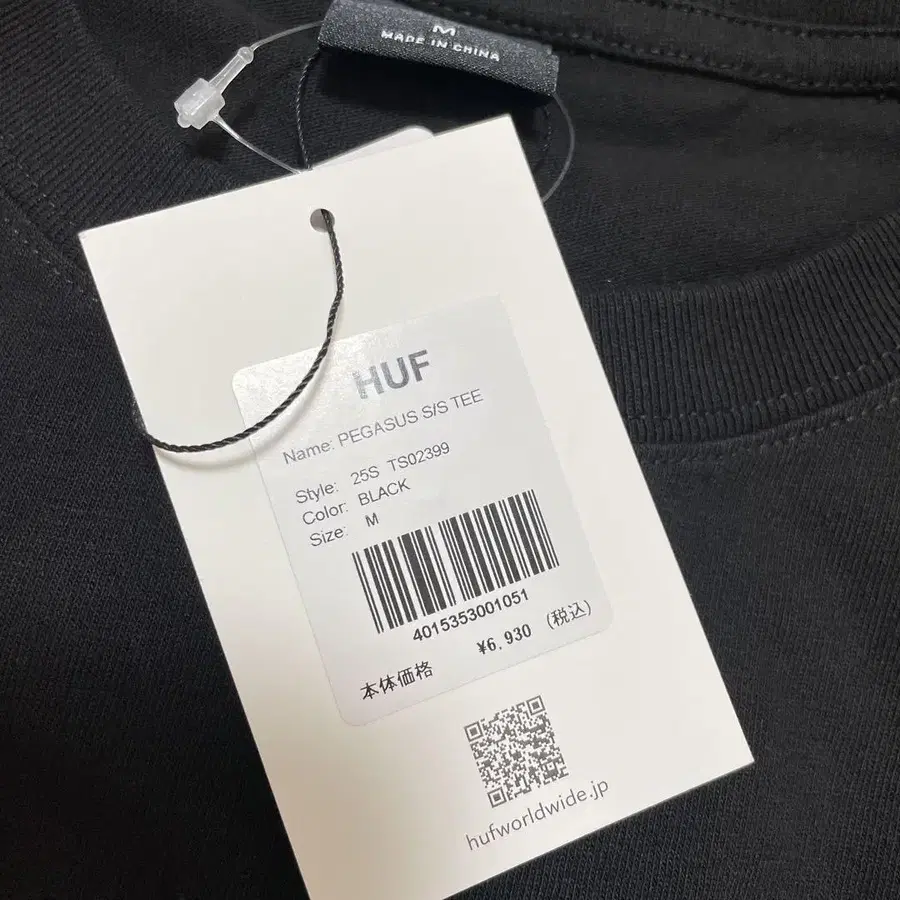 M
MADE IN CHINA
HUF
Name: PEGASUS S/S TEE
Style: 25S TS02399
Color: BLACK
Size: M
4015353001051
本体価格 ¥6,930 (税込)
hufworldwide.jp